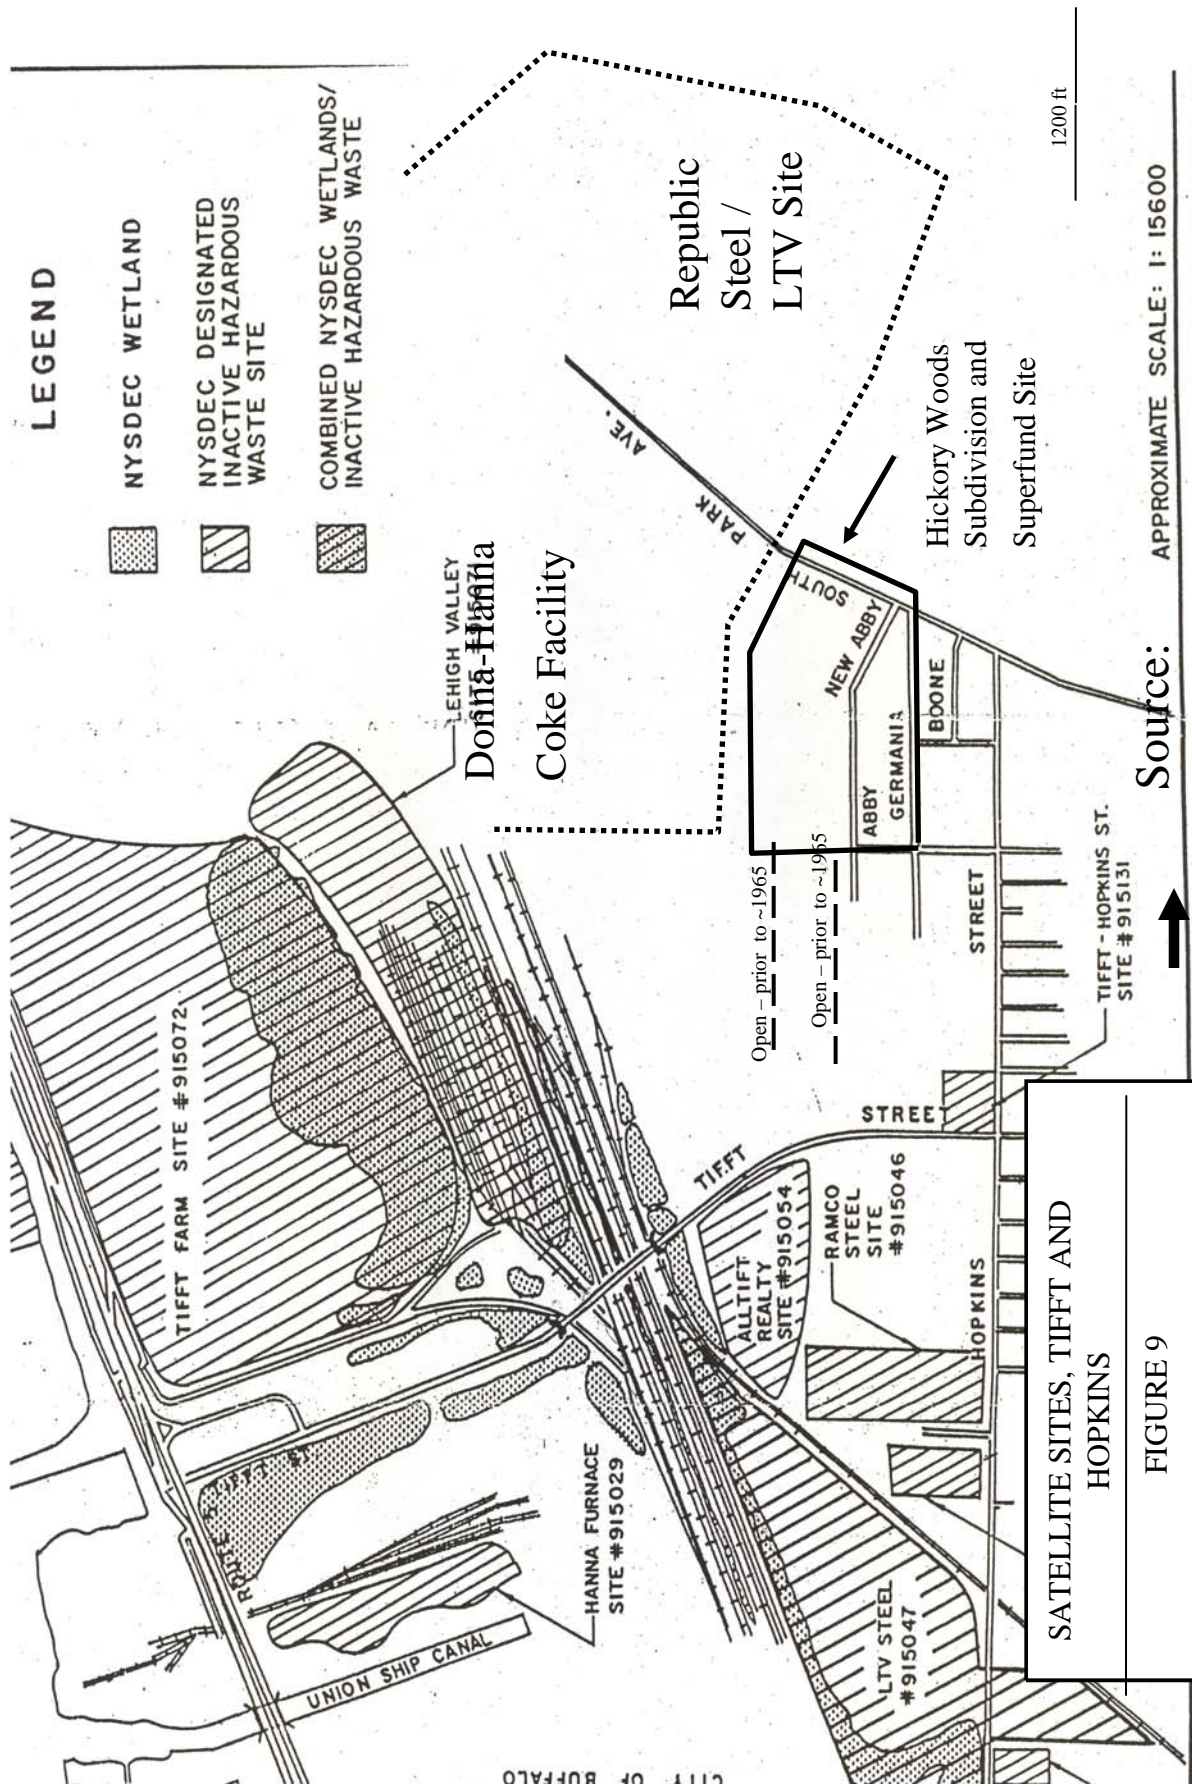 LEGEND
NYSDEC WETLAND
NYSDEC DESIGNATED
INACTIVE HAZARDOUS
WASTE SITE
COMBINED NYSDEC WETLANDS/
INACTIVE HAZARDOUS WASTE
LEHIGH VALLEY
SITE #915071
Donna-Hanna
Coke Facility
Republic
Steel /
LTV Site
1200 ft
APPROXIMATE SCALE: 1:15600
Hickory Woods
Subdivision and
Superfund Site
SOUTH
PARK
AVE.
NEW ABBY
ABBY
GERMANIA
BOONE
Open – prior to ~1965
Open – prior to ~1965
Source:
STREET
HOPKINS
TIFFT-HOPKINS ST.
SITE #915131
TIFFT FARM SITE #915072
TIFFT
STREET
ALLTIFT
REALTY
SITE #915054
RAMCO
STEEL
SITE
#915046
HANNA FURNACE
SITE #915029
UNION SHIP CANAL
ROUTE 5
TIFFT ST
LTV STEEL
#915047
CITY OF BUFFALO
SATELLITE SITES, TIFFT AND
HOPKINS
FIGURE 9